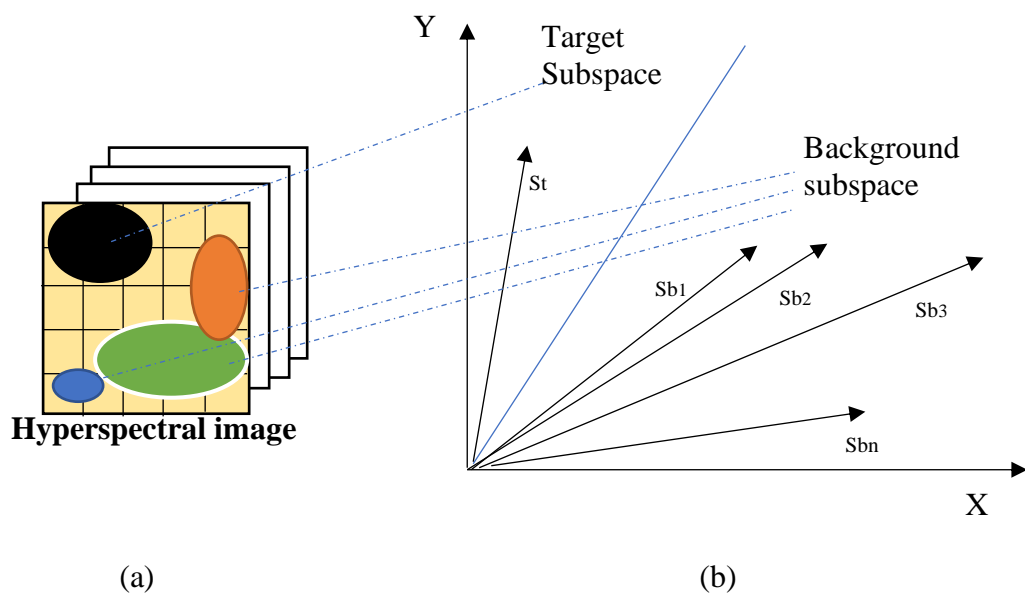 Y
Target
Subspace
Background
subspace
St
Sb1
Sb2
Sb3
Sbn
Hyperspectral image
X
(a)
(b)